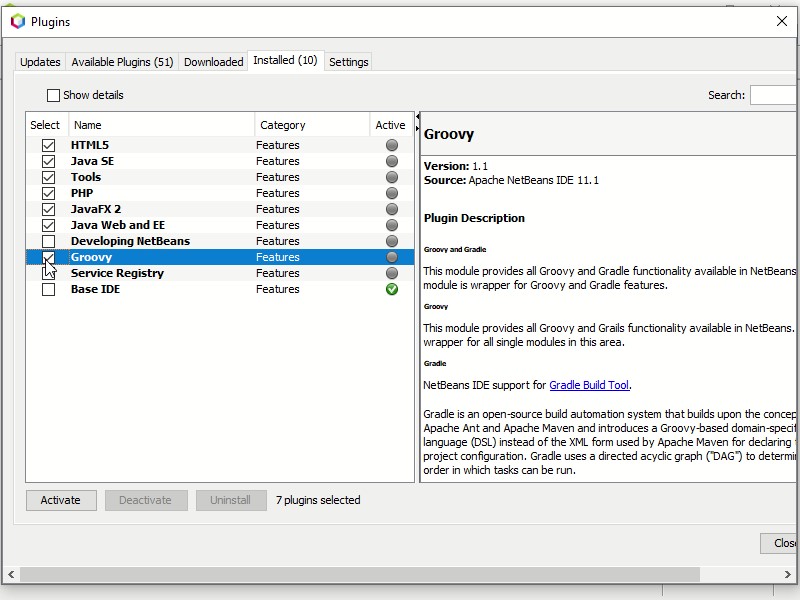 Plugins
Updates
Available Plugins (51)
Downloaded
Installed (10)
Settings
Show details
Search:
Select Name Category Active
HTML5 Features
Java SE Features
Tools Features
PHP Features
JavaFX 2 Features
Java Web and EE Features
Developing NetBeans Features
Groovy Features
Service Registry Features
Base IDE Features
Groovy
Version: 1.1
Source: Apache NetBeans IDE 11.1
Plugin Description
Groovy and Gradle
This module provides all Groovy and Gradle functionality available in NetBeans
module is wrapper for Groovy and Gradle features.
Groovy
This module provides all Groovy and Grails functionality available in NetBeans.
wrapper for all single modules in this area.
Gradle
NetBeans IDE support for Gradle Build Tool.
Gradle is an open-source build automation system that builds upon the
Apache Ant and Apache Maven and introduces a Groovy-based
language (DSL) instead of the XML form used by Apache Maven for declaring
project configuration. Gradle uses a directed acyclic graph ("DAG") to
order in which tasks can be run.
Activate
Deactivate
Uninstall
7 plugins selected